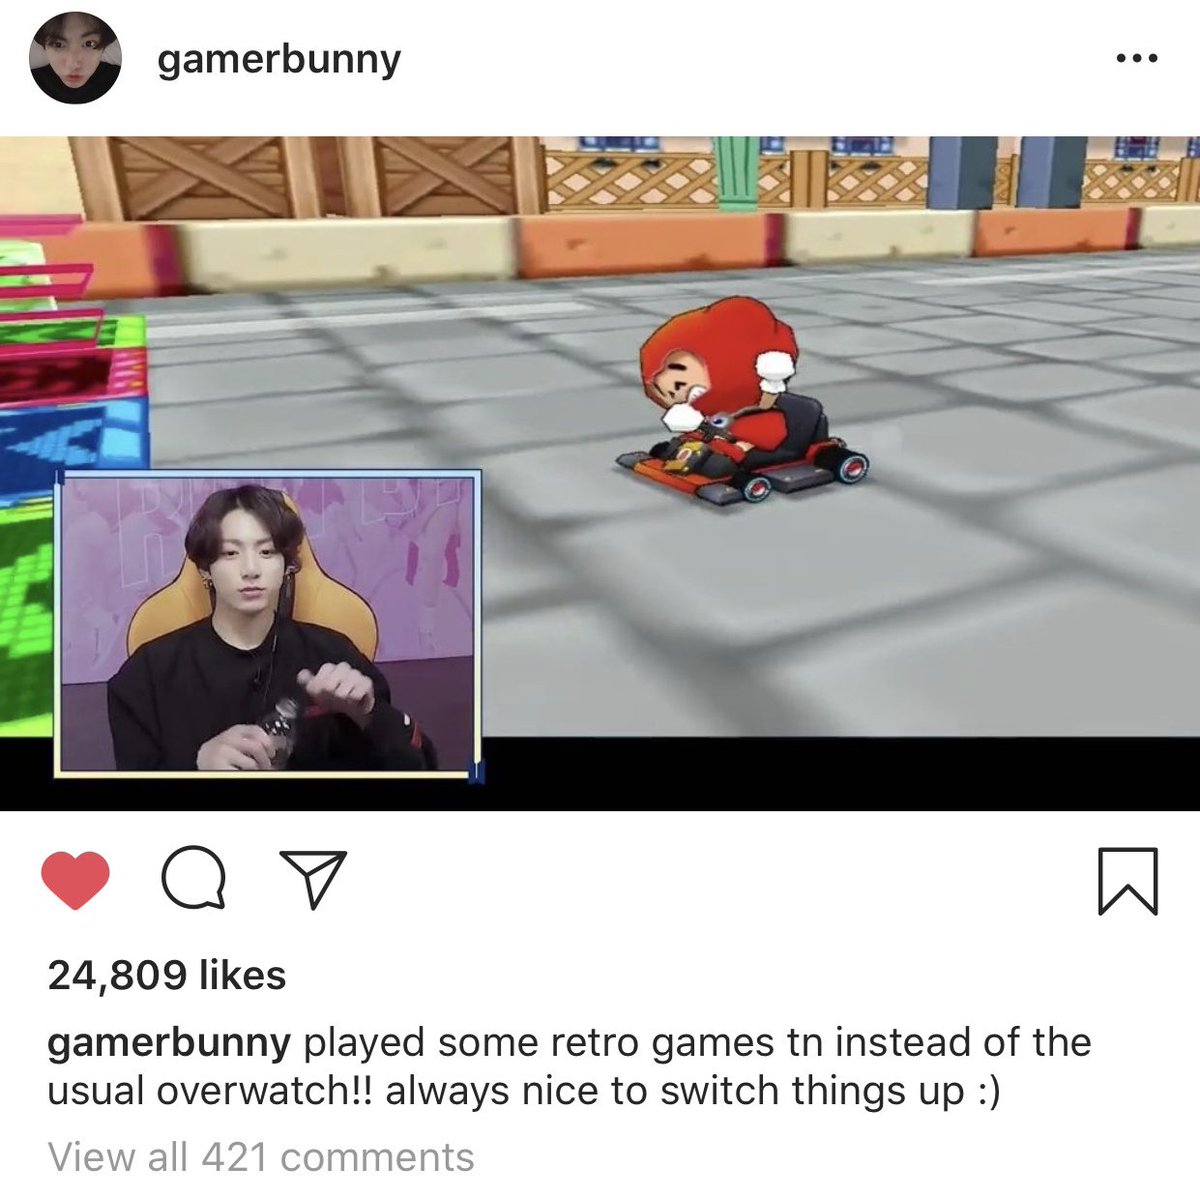 gamerbunny
24,809 likes
gamerbunny played some retro games tn instead of the
usual overwatch!! always nice to switch things up :)
View all 421 comments